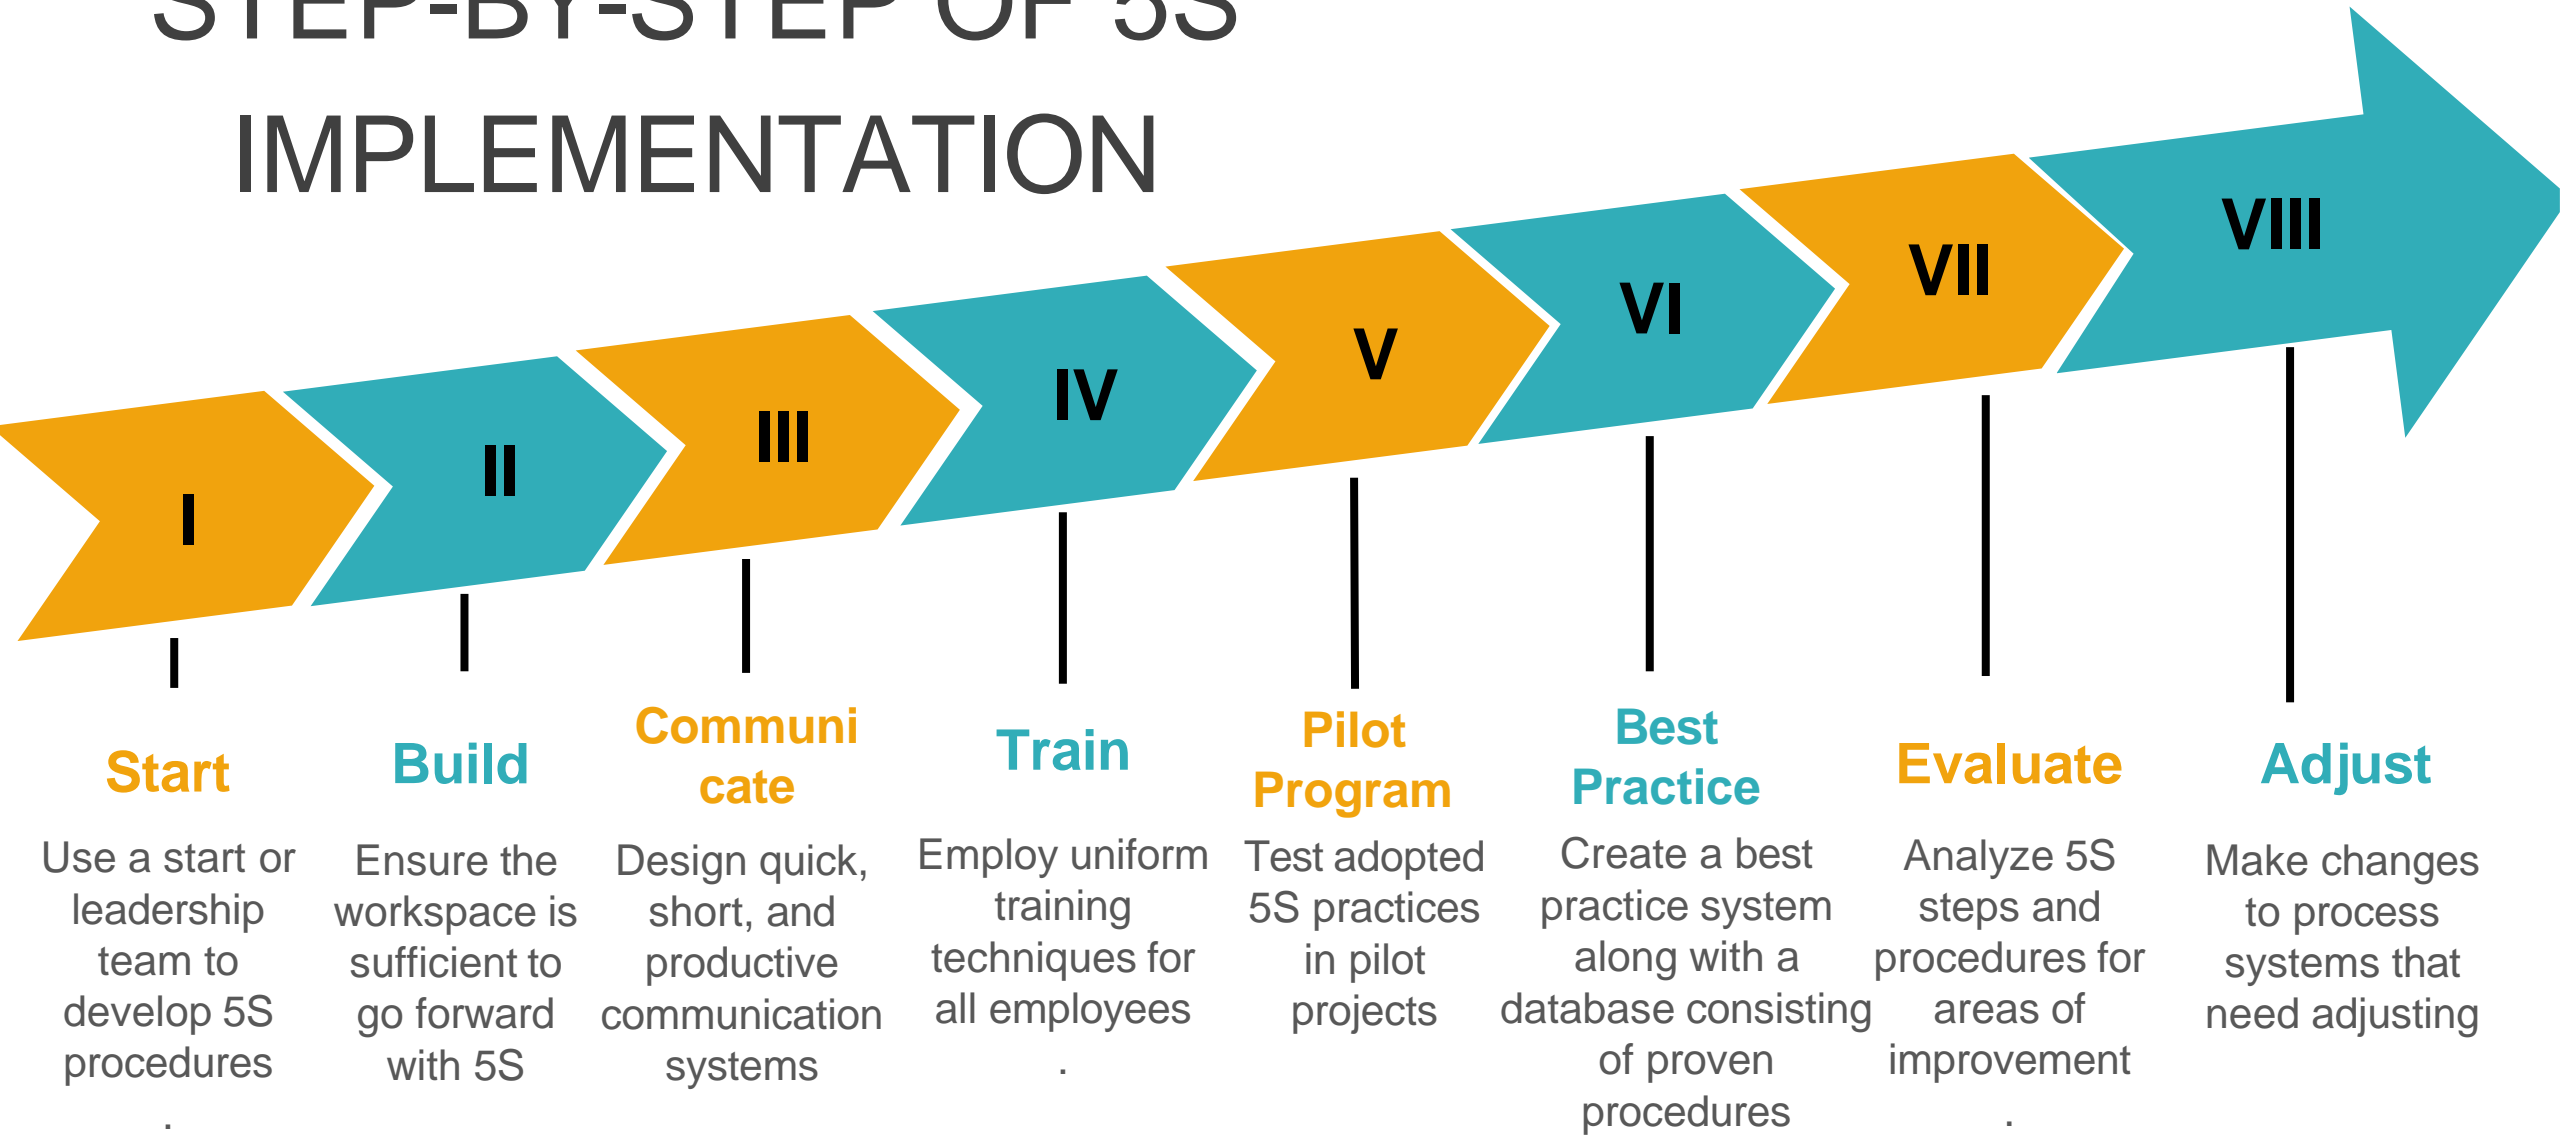 STEP-BY-STEP OF 5S
IMPLEMENTATION
I
II
III
IV
V
VI
VII
VIII
Start
Use a start or
leadership
team to
develop 5S
procedures
.
Build
Ensure the
workspace is
sufficient to
go forward
with 5S
Communi
cate
Design quick,
short, and
productive
communication
systems
Train
Employ uniform
training
techniques for
all employees
.
Pilot
Program
Test adopted
5S practices
in pilot
projects
Best
Practice
Create a best
practice system
along with a
database consisting
of proven
procedures
Evaluate
Analyze 5S
steps and
procedures for
areas of
improvement
.
Adjust
Make changes
to process
systems that
need adjusting